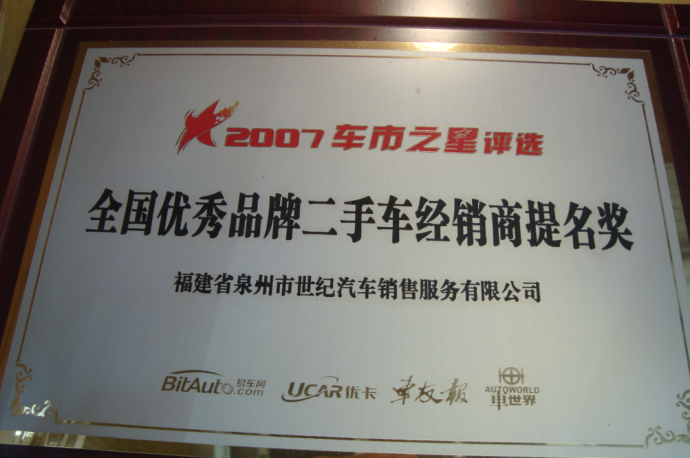 2007车市之星评选
全国优秀品牌二手车经销商提名奖
福建省泉州市世纪汽车销售服务有限公司
BitAuto易车网.com UCAR优卡 車友報 AUTOWORLD車世界